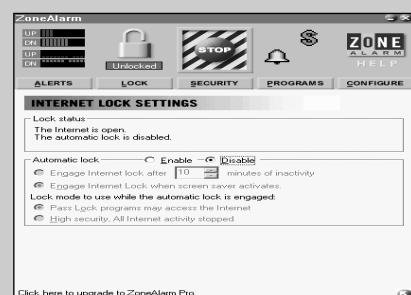 ZoneAlarm
UP
DN
UP
DN
Unlocked
STOP
ZONE
ALARM
HELP
ALERTS LOCK SECURITY PROGRAMS CONFIGURE
INTERNET LOCK SETTINGS
Lock status
The Internet is open.
The automatic lock is disabled.
Automatic lock Enable Disable
Engage Internet lock after 10 minutes of inactivity
Engage Internet Lock when screen saver activates.
Lock mode to use while the automatic lock is engaged:
Pass Lock programs may access the Internet
High security, All Internet activity stopped
Click here to upgrade to ZoneAlarm Pro.